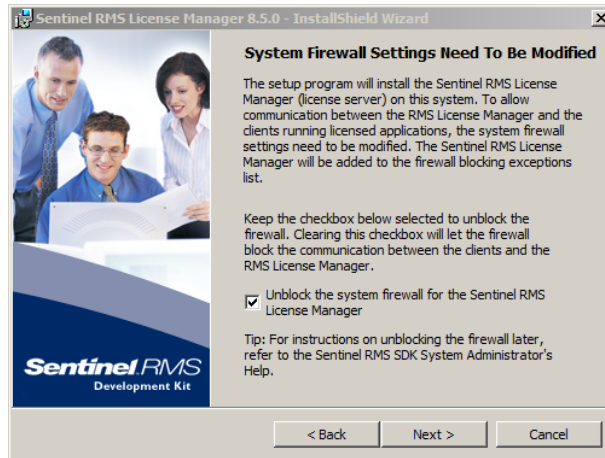 Sentinel RMS License Manager 8.5.0 - InstallShield Wizard
System Firewall Settings Need To Be Modified
The setup program will install the Sentinel RMS License
Manager (license server) on this system. To allow
communication between the RMS License Manager and the
clients running licensed applications, the system firewall
settings need to be modified. The Sentinel RMS License
Manager will be added to the firewall blocking exceptions
list.
Keep the checkbox below selected to unblock the
firewall. Clearing this checkbox will let the firewall
block the communication between the clients and the
RMS License Manager.
Unblock the system firewall for the Sentinel RMS
License Manager
Tip: For instructions on unblocking the firewall later,
refer to the Sentinel RMS SDK System Administrator's
Help.
Sentinel RMS
Development Kit
< Back
Next >
Cancel